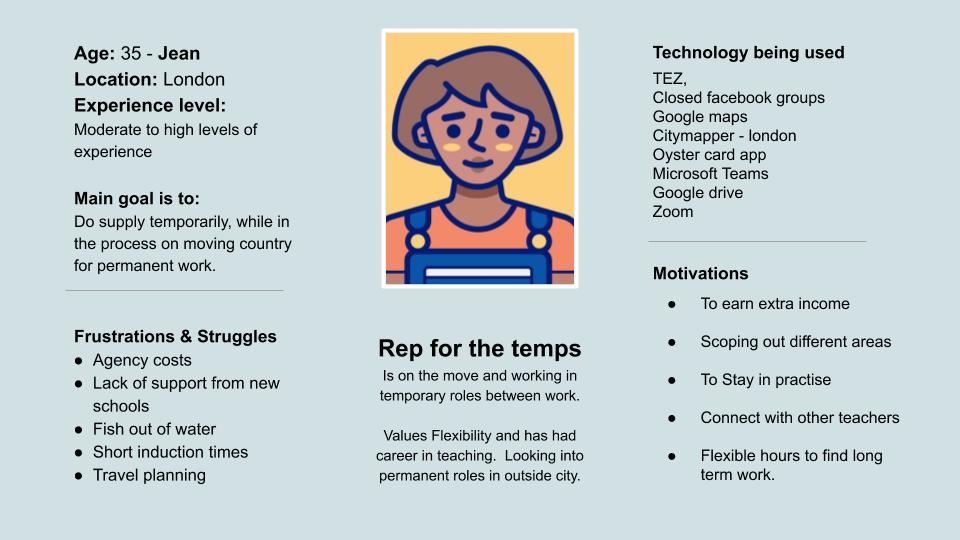 Age: 35 - Jean
Location: London
Experience level:
Moderate to high levels of
experience
Main goal is to:
Do supply temporarily, while in
the process on moving country
for permanent work.
Frustrations & Struggles
● Agency costs
● Lack of support from new
schools
● Fish out of water
● Short induction times
● Travel planning
Rep for the temps
Is on the move and working in
temporary roles between work.
Values Flexibility and has had
career in teaching. Looking into
permanent roles in outside city.
Technology being used
TEZ,
Closed facebook groups
Google maps
Citymapper - london
Oyster card app
Microsoft Teams
Google drive
Zoom
Motivations
● To earn extra income
● Scoping out different areas
● To Stay in practise
● Connect with other teachers
● Flexible hours to find long
term work.